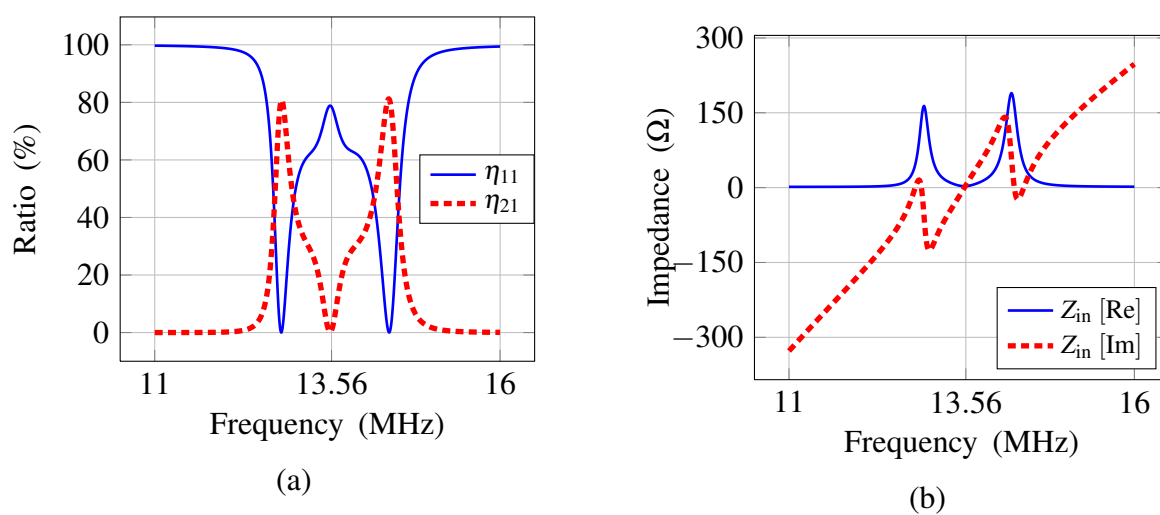 100
80
60
40
20
0
11
13.56
16
Frequency (MHz)
Ratio (%)
η11
η21
(a)
300
150
0
−150
−300
11
13.56
16
Frequency (MHz)
Impedance (Ω)
Zin [Re]
Zin [Im]
(b)